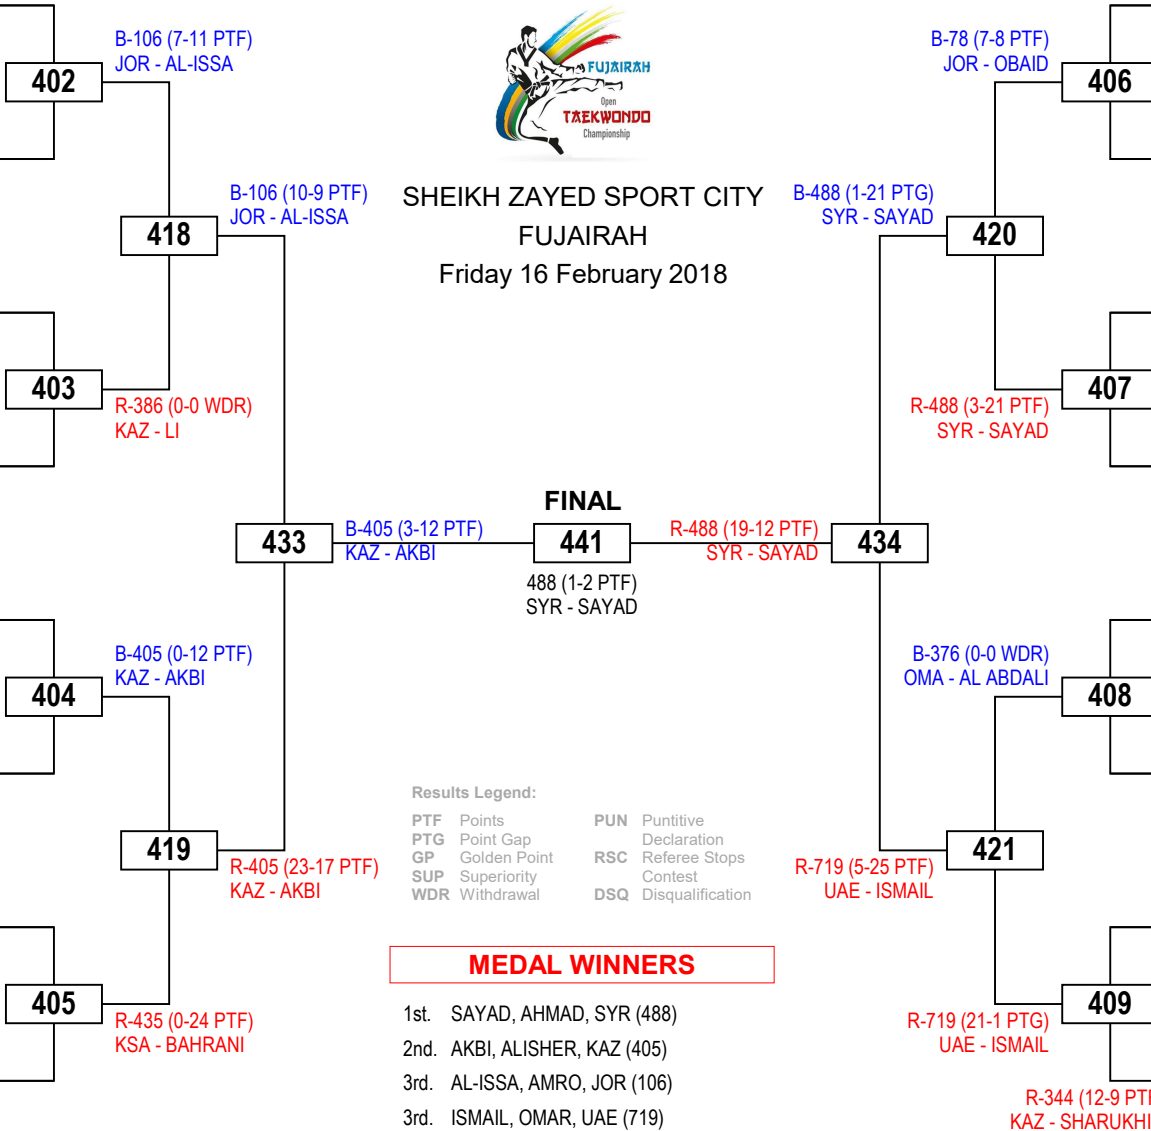 B-106 (7-11 PTF)
JOR - AL-ISSA
402
FUJAIRAH
Open
TAEKWONDO
Championship
B-78 (7-8 PTF)
JOR - OBAID
406
B-106 (10-9 PTF)
JOR - AL-ISSA
418
SHEIKH ZAYED SPORT CITY
FUJAIRAH
Friday 16 February 2018
B-488 (1-21 PTG)
SYR - SAYAD
420
403
R-386 (0-0 WDR)
KAZ - LI
407
R-488 (3-21 PTF)
SYR - SAYAD
FINAL
433
B-405 (3-12 PTF)
KAZ - AKBI
441
488 (1-2 PTF)
SYR - SAYAD
R-488 (19-12 PTF)
SYR - SAYAD
434
B-405 (0-12 PTF)
KAZ - AKBI
404
B-376 (0-0 WDR)
OMA - AL ABDALI
408
419
R-405 (23-17 PTF)
KAZ - AKBI
Results Legend:
PTF Points
PTG Point Gap
GP Golden Point
SUP Superiority
WDR Withdrawal
PUN Puntitive
Declaration
RSC Referee Stops
Contest
DSQ Disqualification
421
R-719 (5-25 PTF)
UAE - ISMAIL
405
R-435 (0-24 PTF)
KSA - BAHRANI
MEDAL WINNERS
1st. SAYAD, AHMAD, SYR (488)
2nd. AKBI, ALISHER, KAZ (405)
3rd. AL-ISSA, AMRO, JOR (106)
3rd. ISMAIL, OMAR, UAE (719)
409
R-719 (21-1 PTG)
UAE - ISMAIL
R-344 (12-9
KAZ - SHARUKHI